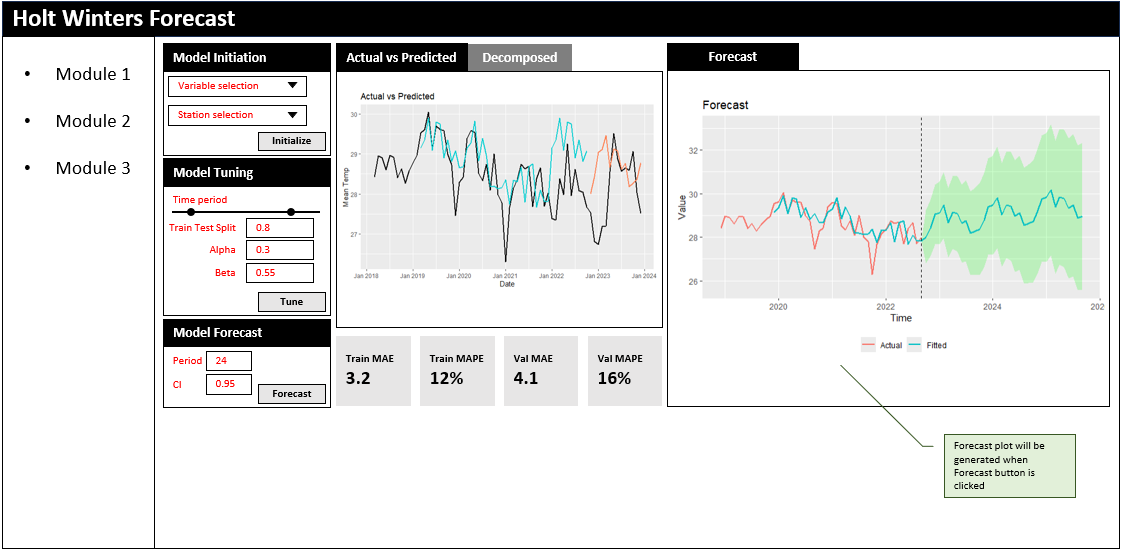 Holt Winters Forecast
• Module 1
• Module 2
• Module 3
Model Initiation
Variable selection
Station selection
Initialize
Model Tuning
Time period
Train Test Split 0.8
Alpha 0.3
Beta 0.55
Tune
Model Forecast
Period 24
CI 0.95
Forecast
Actual vs Predicted
Decomposed
Actual vs Predicted
30
29
28
27
Mean Temp
Jan 2018 Jan 2019 Jan 2020 Jan 2021 Jan 2022 Jan 2023 Jan 2024
Date
Train MAE
3.2
Train MAPE
12%
Val MAE
4.1
Val MAPE
16%
Forecast
Forecast
32
30
28
26
Value
2020 2022 2024 202
Time
Actual Fitted
Forecast plot will be
generated when
Forecast button is
clicked